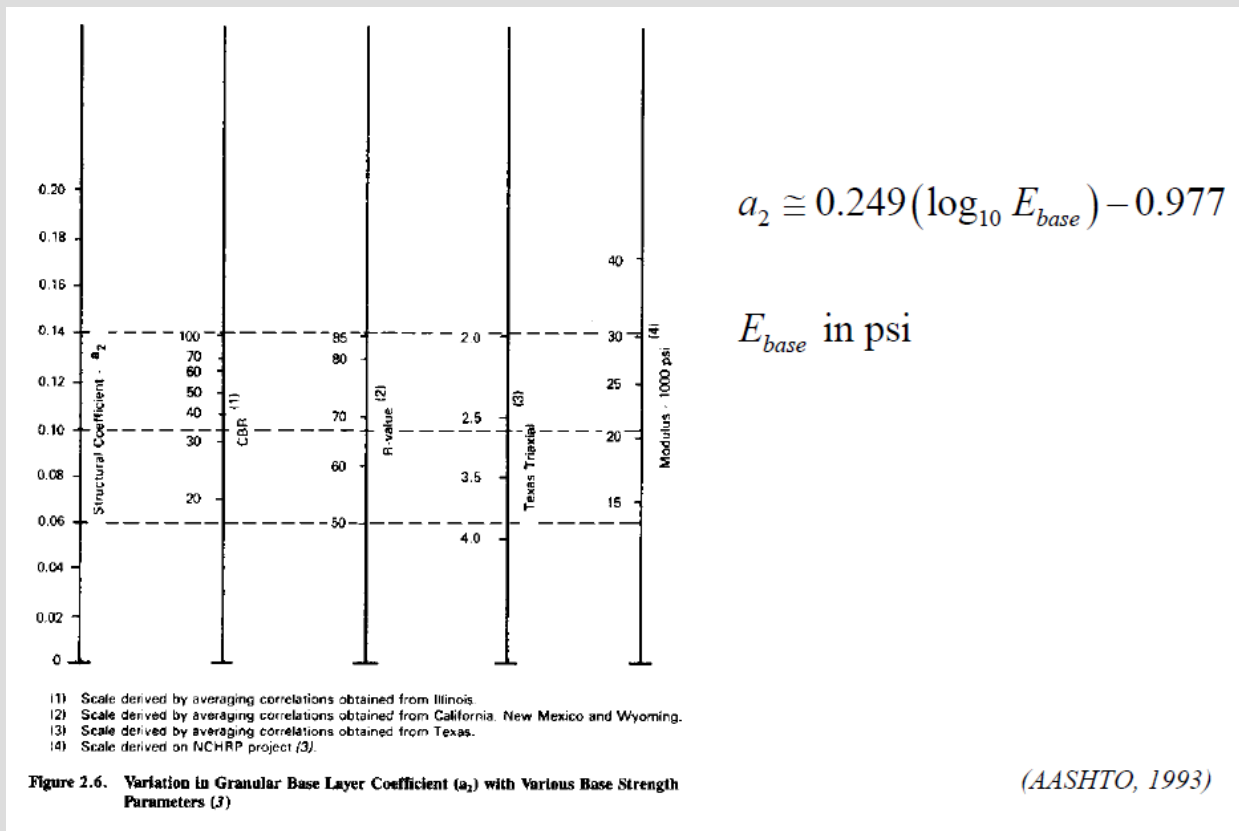 0.20
0.18
0.16
0.14
0.12
0.10
0.08
0.06
0.04
0.02
0
Structural Coefficient - a₂
100
70
60
50
40
30
20
CBR (1)
85
80
70
60
50
R-value (2)
2.0
2.5
3.5
4.0
Texas Triaxial (3)
40
30
25
20
15
Modulus - 1000 psi (4)
a₂ ≅ 0.249(log₁₀ E_base) − 0.977
E_base in psi
(1) Scale derived by averaging correlations obtained from Illinois.
(2) Scale derived by averaging correlations obtained from California, New Mexico and Wyoming.
(3) Scale derived by averaging correlations obtained from Texas.
(4) Scale derived on NCHRP project (3).
Figure 2.6. Variation in Granular Base Layer Coefficient (a₂) with Various Base Strength
Parameters (3)
(AASHTO, 1993)